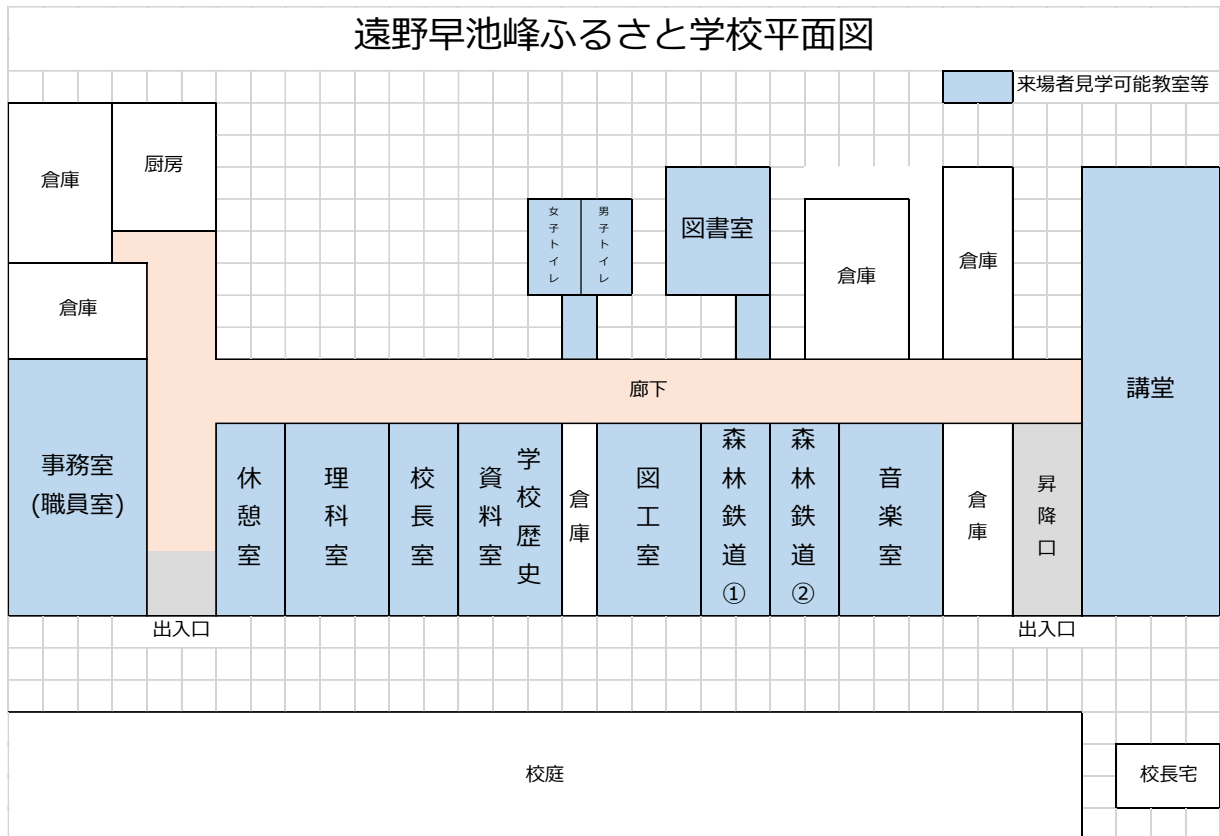 遠野早池峰ふるさと学校平面図
来場者見学可能教室等
倉庫
厨房
倉庫
女子トイレ
男子トイレ
図書室
倉庫
倉庫
講堂
廊下
事務室
(職員室)
休憩室
理科室
校長室
学校歴史
資料室
倉庫
図工室
森林鉄道①
森林鉄道②
音楽室
倉庫
昇降口
出入口
出入口
校庭
校長宅